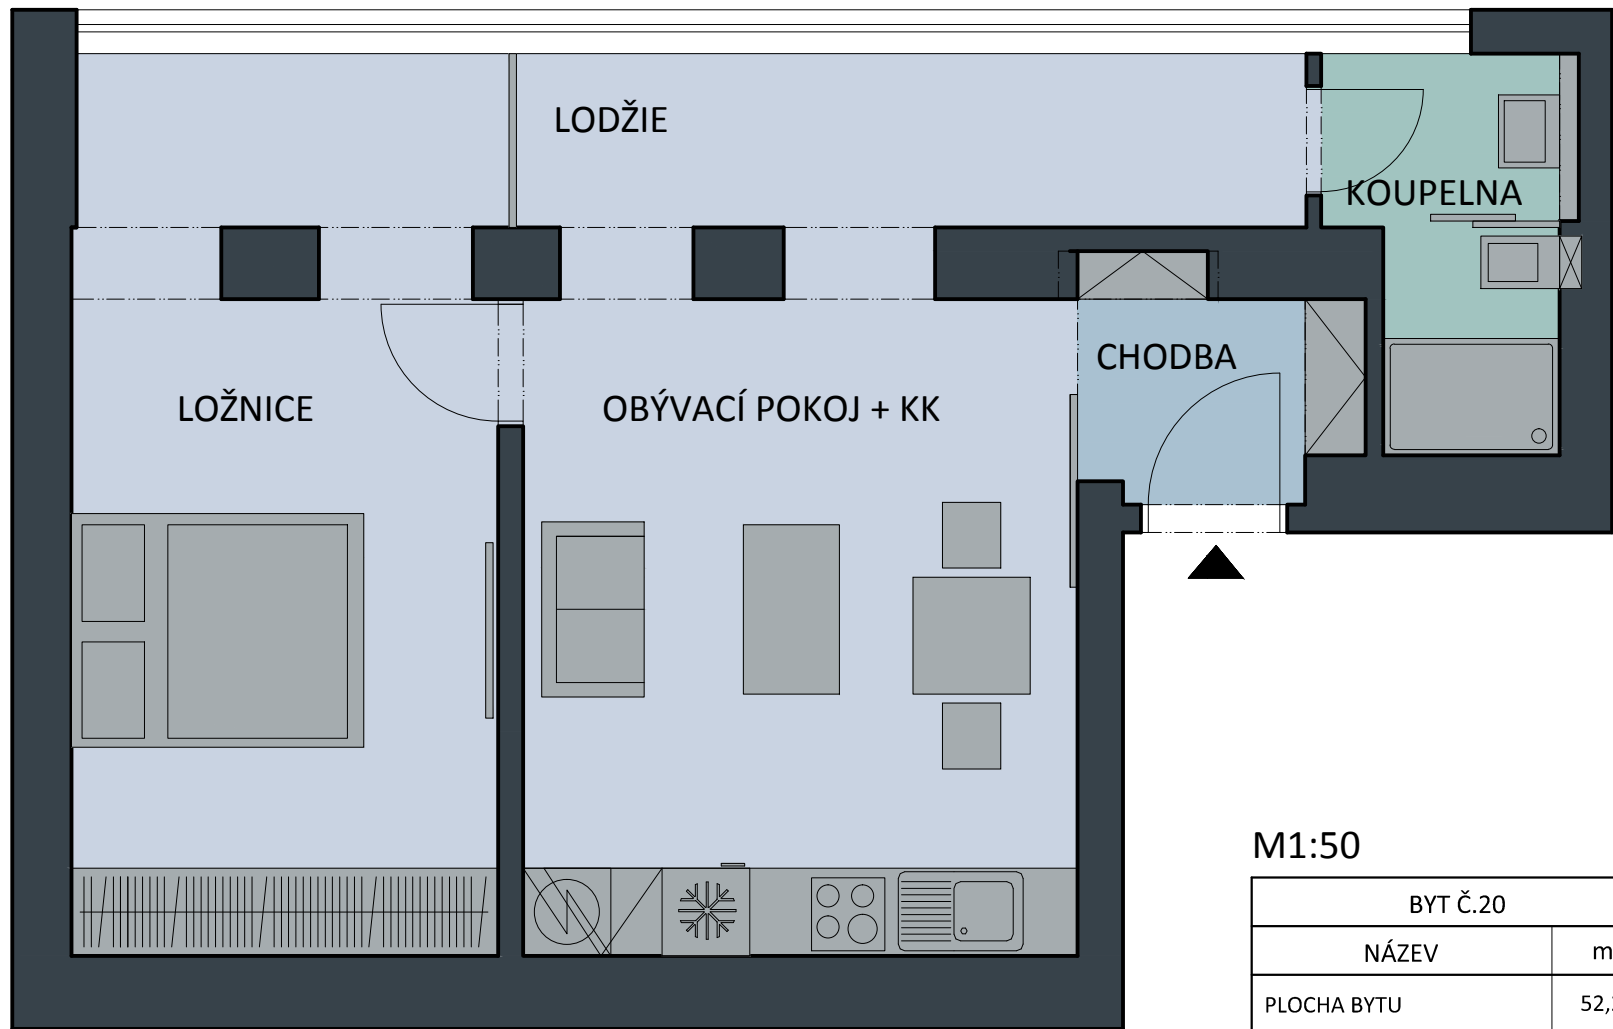 LODŽIE
KOUPELNA
CHODBA
LOŽNICE
OBÝVACÍ POKOJ + KK
M1:50
BYT Č.20
NÁZEV
PLOCHA BYTU